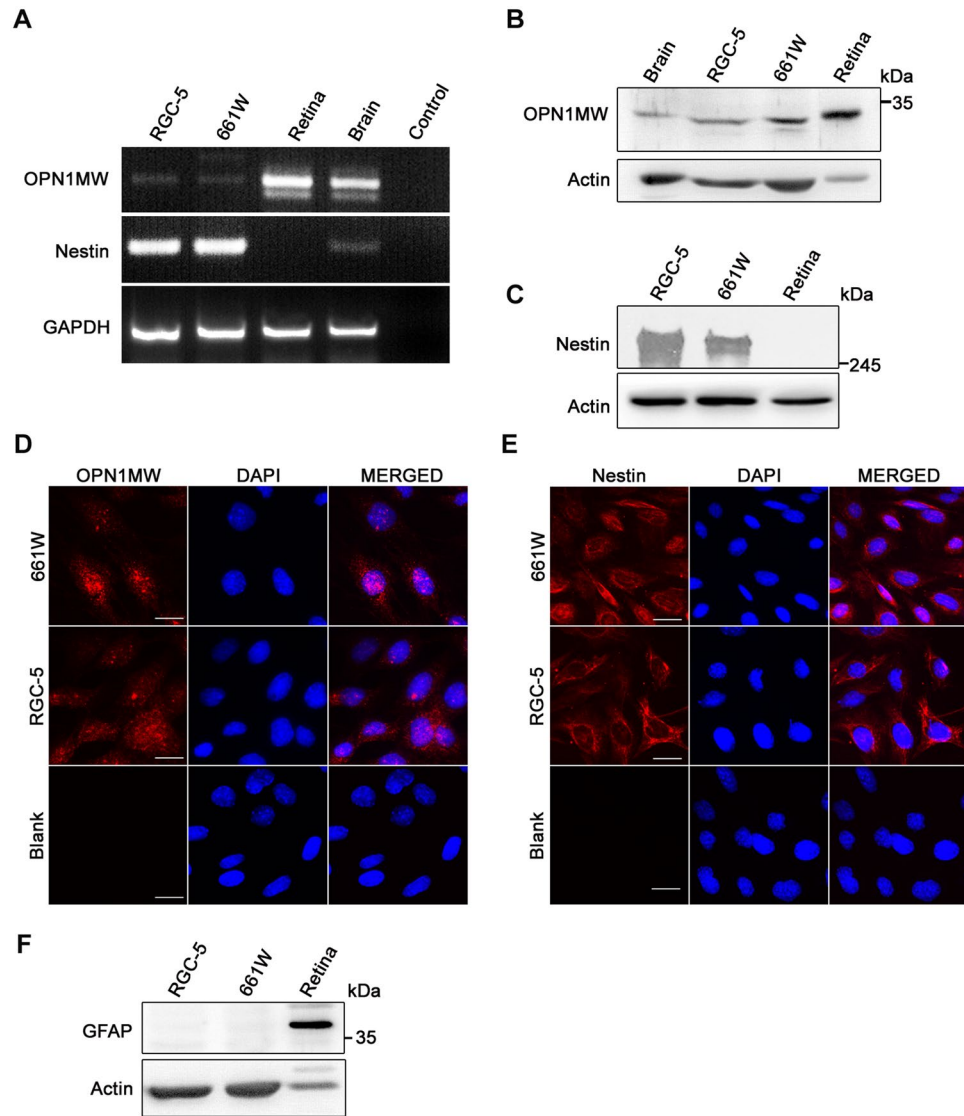 A
RGC-5 661W Retina Brain Control
OPN1MW
Nestin
GAPDH
B
Brain RGC-5 661W Retina kDa
35
OPN1MW
Actin
C
RGC-5 661W Retina kDa
Nestin
245
Actin
D
OPN1MW DAPI MERGED
661W
RGC-5
Blank
E
Nestin DAPI MERGED
661W
RGC-5
Blank
F
RGC-5 661W Retina kDa
GFAP
35
Actin